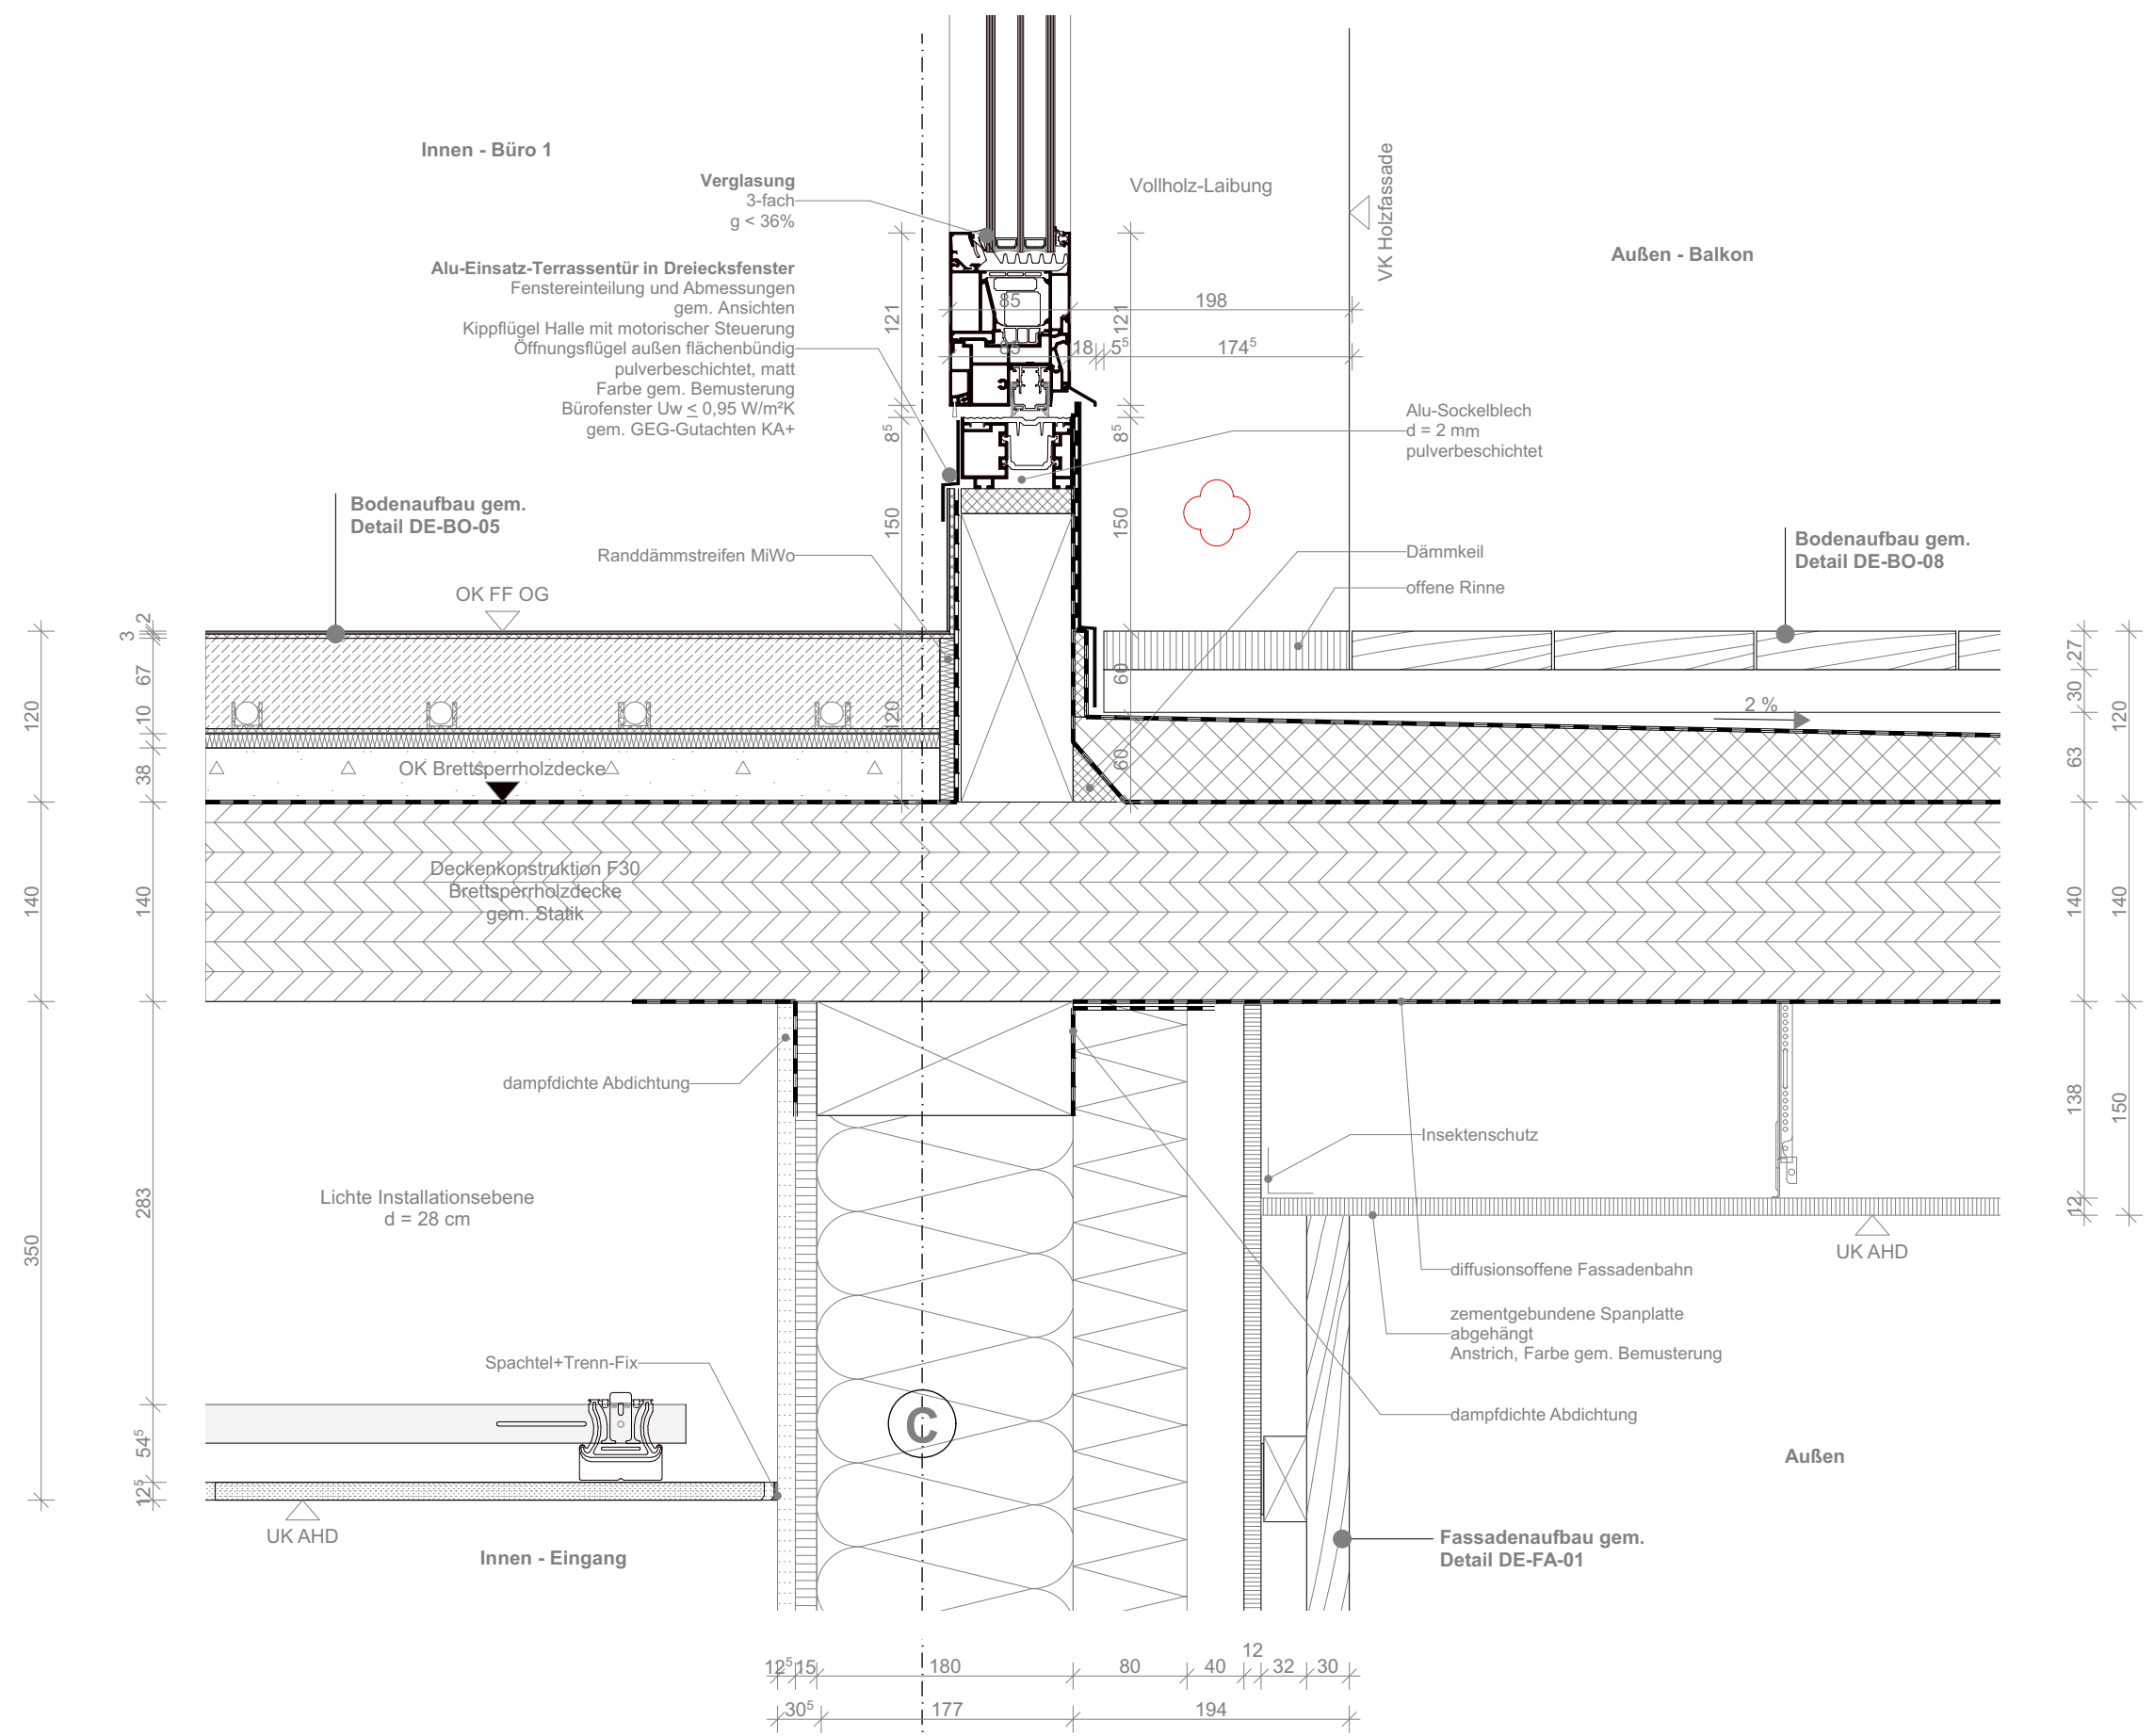 Innen - Büro 1
Verglasung
3-fach
g < 36%
Alu-Einsatz-Terrassentür in Dreiecksfenster
Fenstereinteilung und Abmessungen
gem. Ansichten
Kippflügel Halle mit motorischer Steuerung
Öffnungsflügel außen flächenbündig
pulverbeschichtet, matt
Farbe gem. Bemusterung
Bürofenster Uw ≤ 0,95 W/m²K
gem. GEG-Gutachten KA+
Vollholz-Laibung
VK Holzfassade
Außen - Balkon
85
198
85
18
5⁵
174⁵
121
8⁵
150
120
121
8⁵
150
60
60
Alu-Sockelblech
d = 2 mm
pulverbeschichtet
Bodenaufbau gem.
Detail DE-BO-05
Randdämmstreifen MiWo
OK FF OG
Dämmkeil
offene Rinne
Bodenaufbau gem.
Detail DE-BO-08
2 %
OK Brettsperrholzdecke
Deckenkonstruktion F30
Brettsperrholzdecke
gem. Statik
120
140
350
2
3
67
10
38
140
283
54⁵
12⁵
27
30
63
140
138
12
120
140
150
dampfdichte Abdichtung
Lichte Installationsebene
d = 28 cm
Spachtel+Trenn-Fix
UK AHD
Innen - Eingang
C
Insektenschutz
UK AHD
diffusionsoffene Fassadenbahn
zementgebundene Spanplatte
abgehängt
Anstrich, Farbe gem. Bemusterung
dampfdichte Abdichtung
Außen
Fassadenaufbau gem.
Detail DE-FA-01
12⁵
15
180
80
40
12
32
30
30⁵
177
194